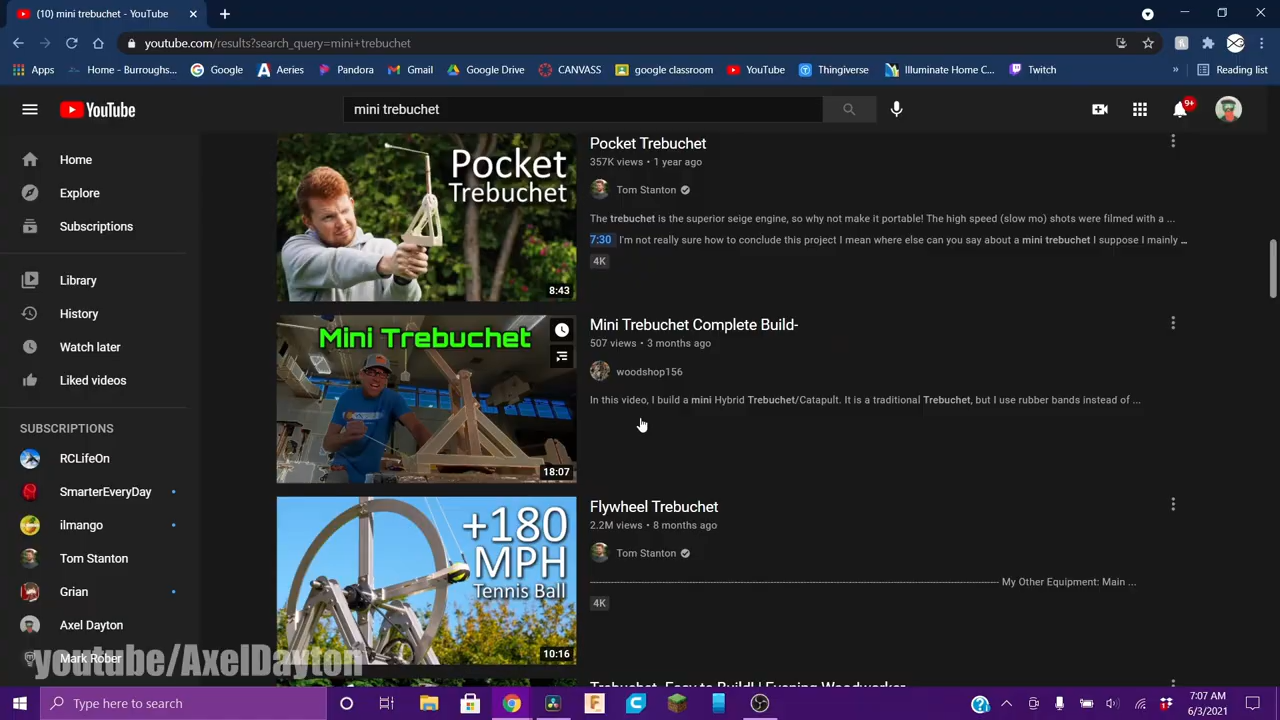 (10) mini trebuchet - YouTube
youtube.com/results?search_query=mini+trebuchet
Apps
Home - Burroughs...
Google
Aeries
Pandora
Gmail
Google Drive
CANVASS
google classroom
YouTube
Thingiverse
Illuminate Home C...
Twitch
»
Reading list
YouTube
mini trebuchet
9+
Home
Explore
Subscriptions
Library
History
Watch later
Liked videos
SUBSCRIPTIONS
RCLifeOn
SmarterEveryDay
ilmango
Tom Stanton
Grian
Axel Dayton
Mark Rober
Pocket
Trebuchet
8:43
Pocket Trebuchet
357K views • 1 year ago
Tom Stanton
The trebuchet is the superior seige engine, so why not make it portable! The high speed (slow mo) shots were filmed with a ...
7:30 I'm not really sure how to conclude this project I mean where else can you say about a mini trebuchet I suppose I mainly ...
4K
Mini Trebuchet
18:07
Mini Trebuchet Complete Build-
507 views • 3 months ago
woodshop156
In this video, I build a mini Hybrid Trebuchet/Catapult. It is a traditional Trebuchet, but I use rubber bands instead of ...
+180
MPH
Tennis Ball
10:16
Flywheel Trebuchet
2.2M views • 8 months ago
Tom Stanton
My Other Equipment: Main ...
4K
Trebuchet, Easy to Build! | Evening Woodworker
youtube/AxelDayton
Type here to search
7:07 AM
6/3/2021